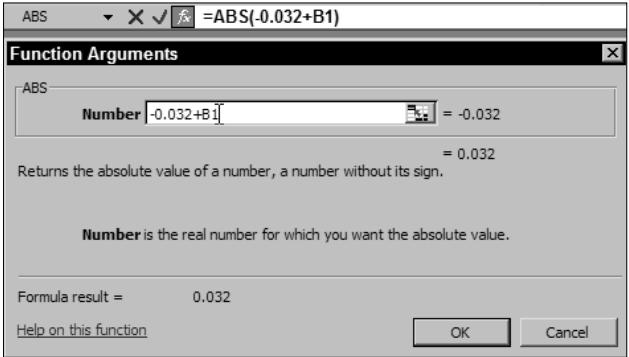 ABS fx =ABS(-0.032+B1)
Function Arguments
ABS
Number -0.032+B1 = -0.032
= 0.032
Returns the absolute value of a number, a number without its sign.
Number is the real number for which you want the absolute value.
Formula result = 0.032
Help on this function OK Cancel